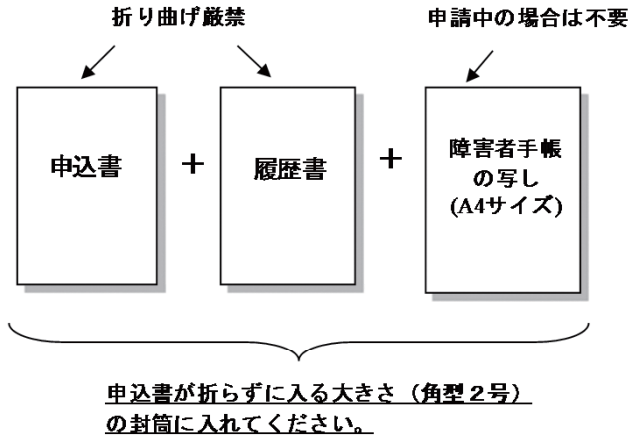 折り曲げ厳禁
申請中の場合は不要
申込書
+
履歴書
+
障害者手帳
の写し
(A4サイズ)
申込書が折らずに入る大きさ（角型２号）
の封筒に入れてください。